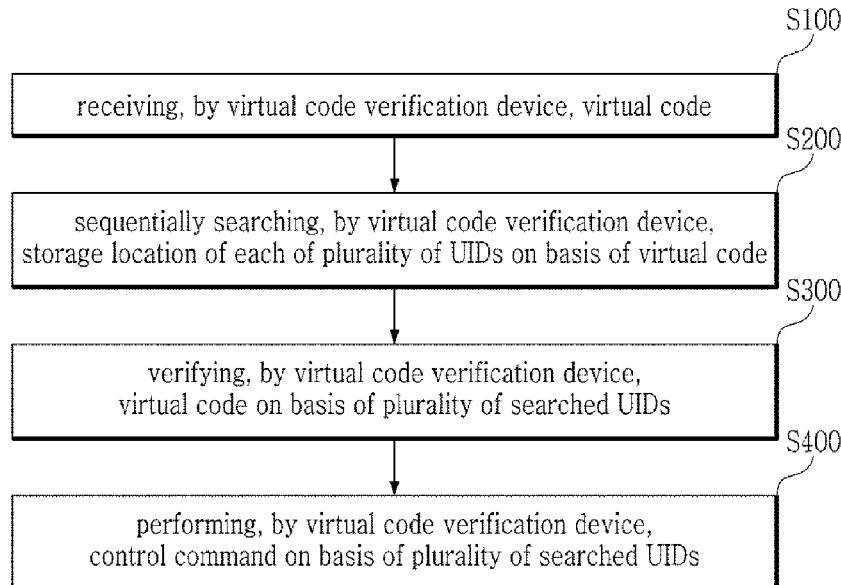 S100
receiving, by virtual code verification device, virtual code
S200
sequentially searching, by virtual code verification device,
storage location of each of plurality of UIDs on basis of virtual code
S300
verifying, by virtual code verification device,
virtual code on basis of plurality of searched UIDs
S400
performing, by virtual code verification device,
control command on basis of plurality of searched UIDs